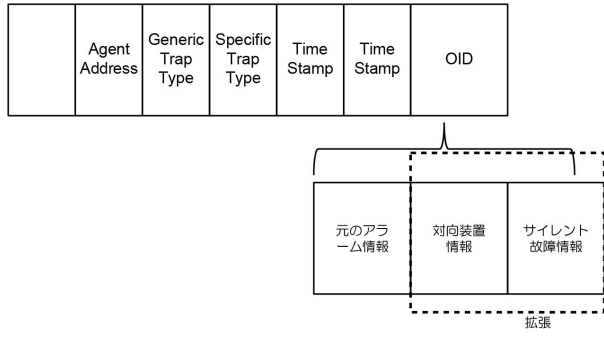 Agent
Address
Generic
Trap
Type
Specific
Trap
Type
Time
Stamp
Time
Stamp
OID
元のアラ
ーム情報
対向装置
情報
サイレント
故障情報
拡張